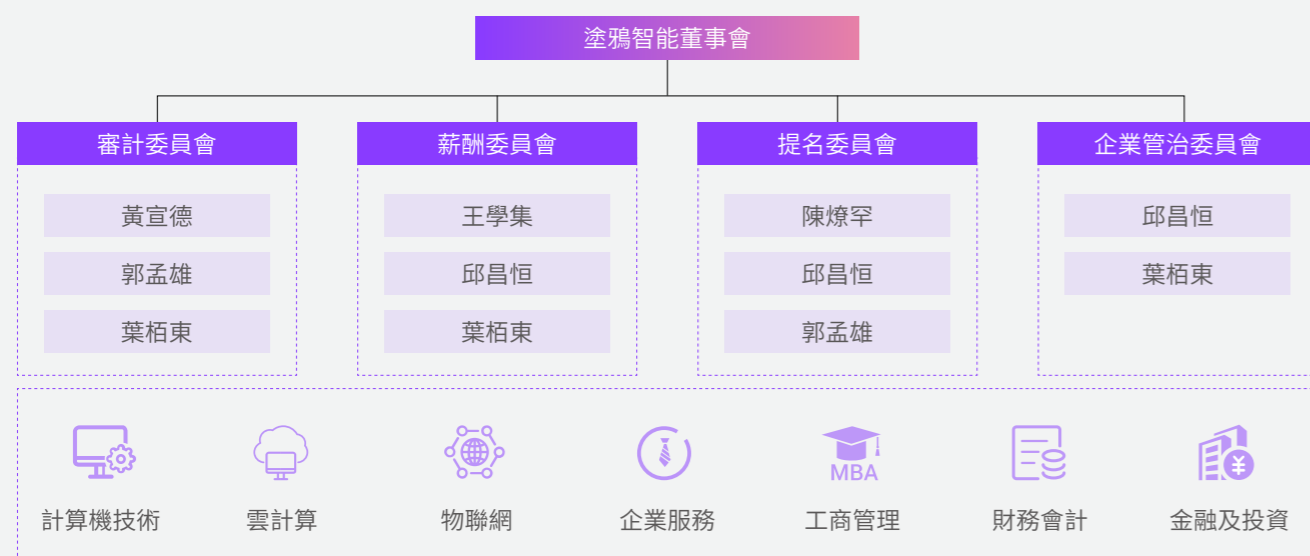 塗鴉智能董事會
審計委員會
黃宣德
郭孟雄
葉栢東
薪酬委員會
王學集
邱昌恒
葉栢東
提名委員會
陳燎罕
邱昌恒
郭孟雄
企業管治委員會
邱昌恒
葉栢東
計算機技術
雲計算
物聯網
企業服務
MBA
工商管理
財務會計
¥
金融及投資